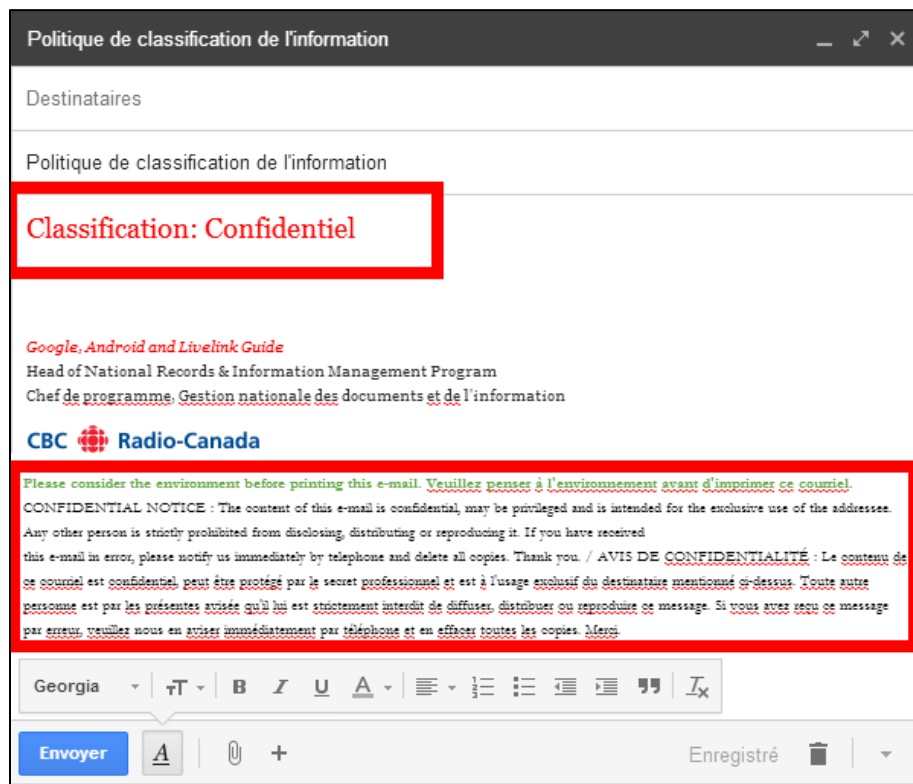 Politique de classification de l'information
Destinataires
Politique de classification de l'information
Classification: Confidentiel
Google, Android and Livelink Guide
Head of National Records & Information Management Program
Chef de programme, Gestion nationale des documents et de l'information
CBC Radio-Canada
Please consider the environment before printing this e-mail. Veuillez penser à l'environnement avant d'imprimer ce courriel.
CONFIDENTIAL NOTICE : The content of this e-mail is confidential, may be privileged and is intended for the exclusive use of the addressee.
Any other person is strictly prohibited from disclosing, distributing or reproducing it. If you have received
this e-mail in error, please notify us immediately by telephone and delete all copies. Thank you. / AVIS DE CONFIDENTIALITÉ : Le contenu de
ce courriel est confidentiel, peut être protégé par le secret professionnel et est à l'usage exclusif du destinataire mentionné ci-dessus. Toute autre
personne est par les présentes avisée qu'il lui est strictement interdit de diffuser, distribuer ou reproduire ce message. Si vous avez reçu ce message
par erreur, veuillez nous en aviser immédiatement par téléphone et en effacer toutes les copies. Merci.
Georgia TT B I U A Tx
Envoyer A Enregistré